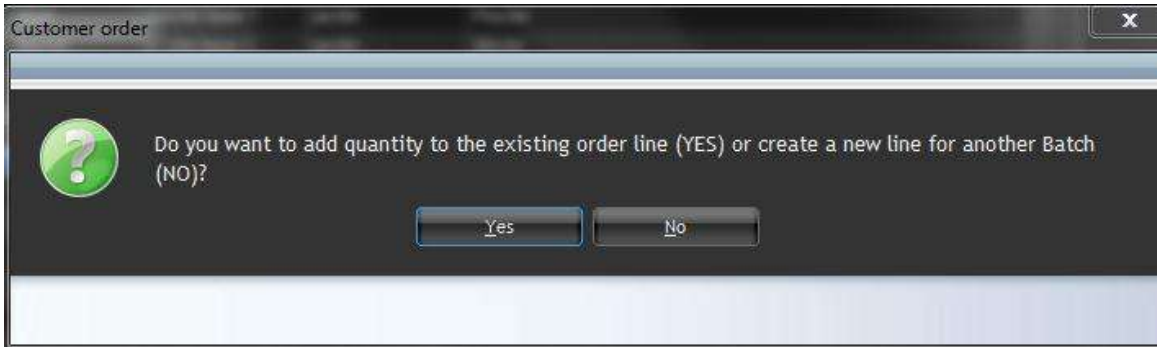 Customer order
X
Do you want to add quantity to the existing order line (YES) or create a new line for another Batch
(NO)?
Yes
No